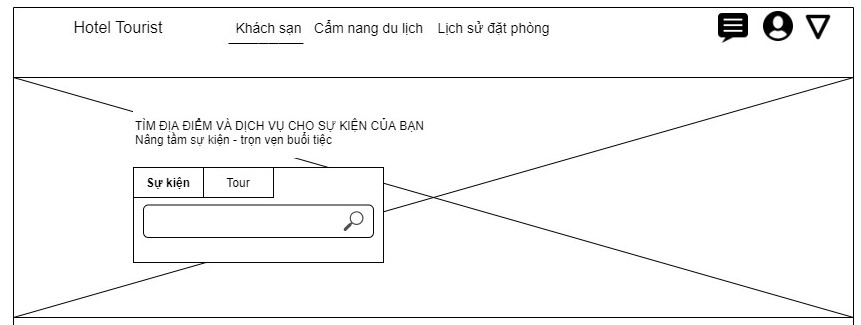 Hotel Tourist
Khách sạn Cẩm nang du lịch Lịch sử đặt phòng
TÌM ĐỊA ĐIỂM VÀ DỊCH VỤ CHO SỰ KIỆN CỦA BẠN
Nâng tầm sự kiện - trọn vẹn buổi tiệc
Sự kiện Tour